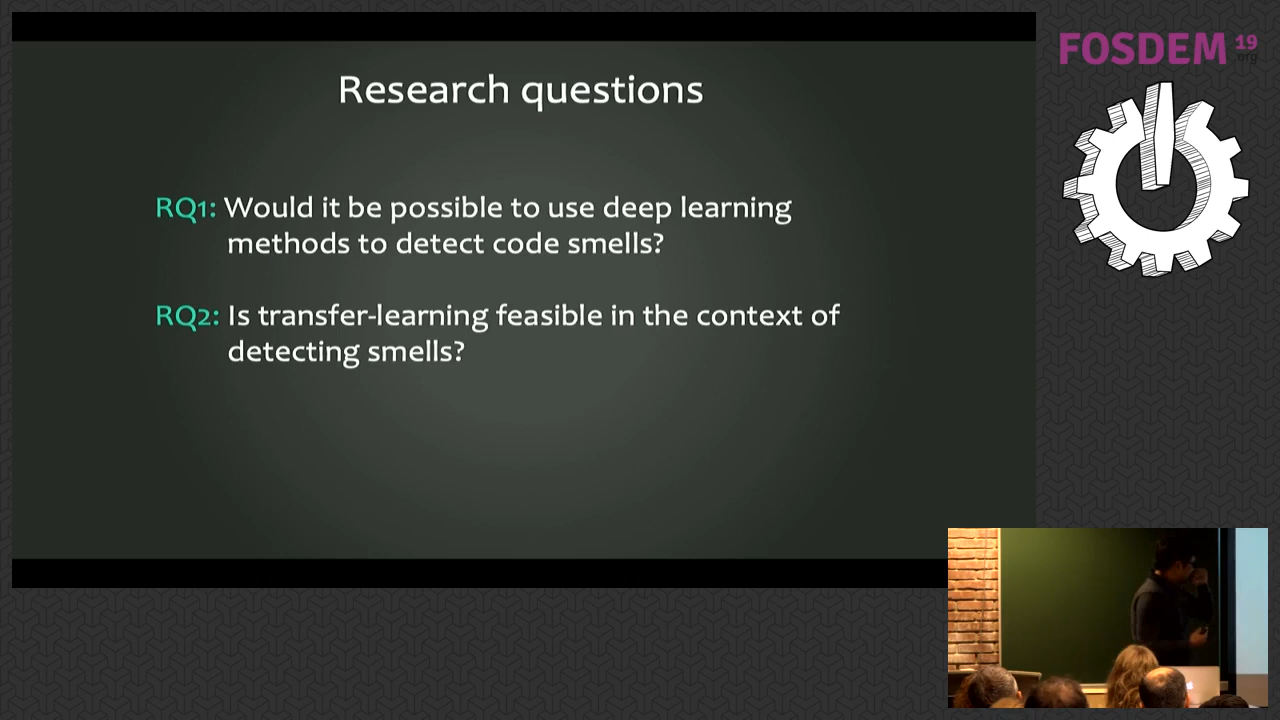 FOSDEM 19
.org
Research questions
RQ1: Would it be possible to use deep learning
methods to detect code smells?
RQ2: Is transfer-learning feasible in the context of
detecting smells?